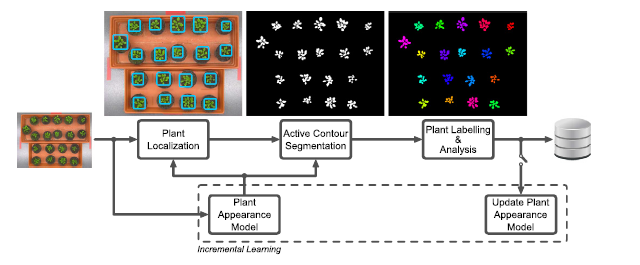 Plant
Localization
Active Contour
Segmentation
Plant Labelling
&
Analysis
Plant
Appearance
Model
Update Plant
Appearance
Model
Incremental Learning